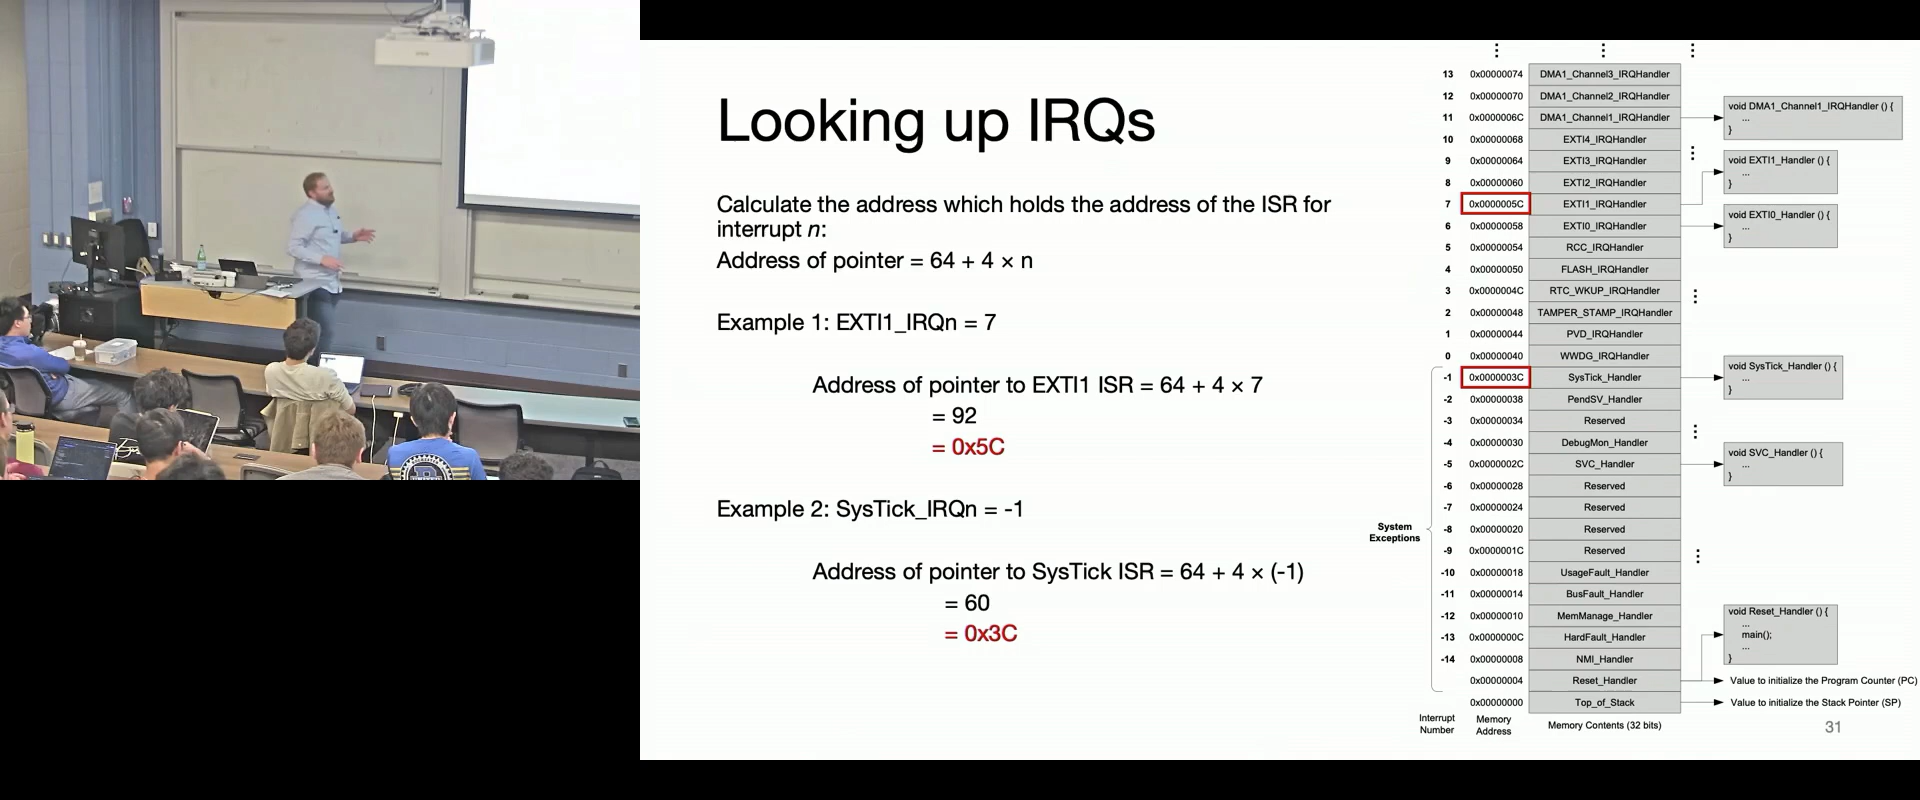 Looking up IRQs
Calculate the address which holds the address of the ISR for
interrupt n:
Address of pointer = 64 + 4 × n
Example 1: EXTI1_IRQn = 7
Address of pointer to EXTI1 ISR = 64 + 4 × 7
= 92
= 0x5C
Example 2: SysTick_IRQn = -1
Address of pointer to SysTick ISR = 64 + 4 × (-1)
= 60
= 0x3C
13 0x00000074 DMA1_Channel3_IRQHandler
12 0x00000070 DMA1_Channel2_IRQHandler
11 0x0000006C DMA1_Channel1_IRQHandler
10 0x00000068 EXTI4_IRQHandler
9 0x00000064 EXTI3_IRQHandler
8 0x00000060 EXTI2_IRQHandler
7 0x0000005C EXTI1_IRQHandler
6 0x00000058 EXTI0_IRQHandler
5 0x00000054 RCC_IRQHandler
4 0x00000050 FLASH_IRQHandler
3 0x0000004C RTC_WKUP_IRQHandler
2 0x00000048 TAMPER_STAMP_IRQHandler
1 0x00000044 PVD_IRQHandler
0 0x00000040 WWDG_IRQHandler
-1 0x0000003C SysTick_Handler
-2 0x00000038 PendSV_Handler
-3 0x00000034 Reserved
-4 0x00000030 DebugMon_Handler
-5 0x0000002C SVC_Handler
-6 0x00000028 Reserved
-7 0x00000024 Reserved
-8 0x00000020 Reserved
-9 0x0000001C Reserved
-10 0x00000018 UsageFault_Handler
-11 0x00000014 BusFault_Handler
-12 0x00000010 MemManage_Handler
-13 0x0000000C HardFault_Handler
-14 0x00000008 NMI_Handler
0x00000004 Reset_Handler
0x00000000 Top_of_Stack
System
Exceptions
Interrupt
Number
Memory
Address
Memory Contents (32 bits)
void DMA1_Channel1_IRQHandler () {
...
}
void EXTI1_Handler () {
...
}
void EXTI0_Handler () {
...
}
void SysTick_Handler () {
...
}
void SVC_Handler () {
...
}
void Reset_Handler () {
...
main();
...
}
Value to initialize the Program Counter (PC)
Value to initialize the Stack Pointer (SP)
31